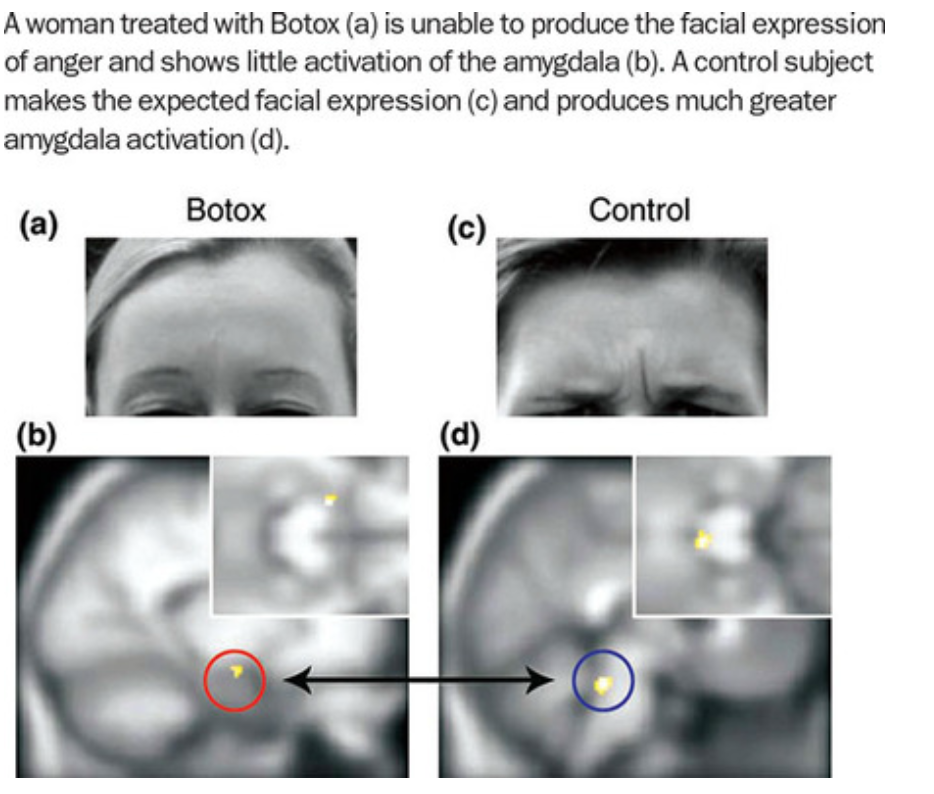 A woman treated with Botox (a) is unable to produce the facial expression
of anger and shows little activation of the amygdala (b). A control subject
makes the expected facial expression (c) and produces much greater
amygdala activation (d).
Botox
Control
(a)
(c)
(b)
(d)